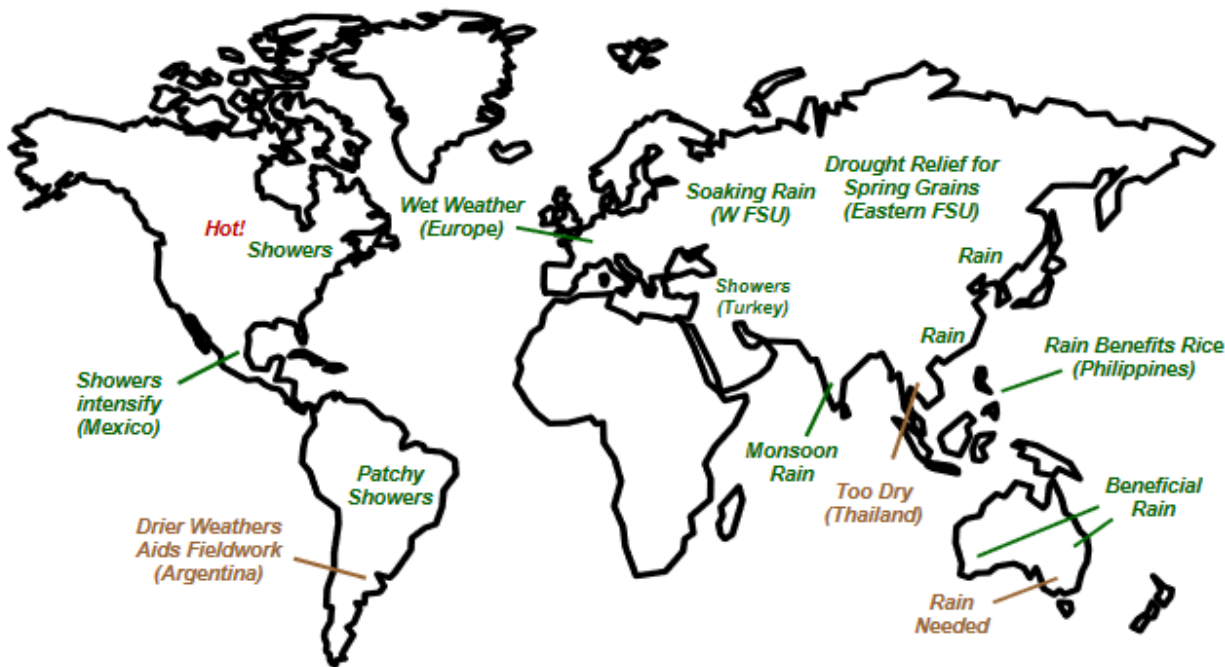 Drought Relief for
Spring Grains
(Eastern FSU)
Soaking Rain
(W FSU)
Wet Weather
(Europe)
Hot!
Showers
Rain
Showers
(Turkey)
Rain
Rain Benefits Rice
(Philippines)
Showers
intensify
(Mexico)
Monsoon
Rain
Patchy
Showers
Too Dry
(Thailand)
Beneficial
Rain
Drier Weathers
Aids Fieldwork
(Argentina)
Rain
Needed